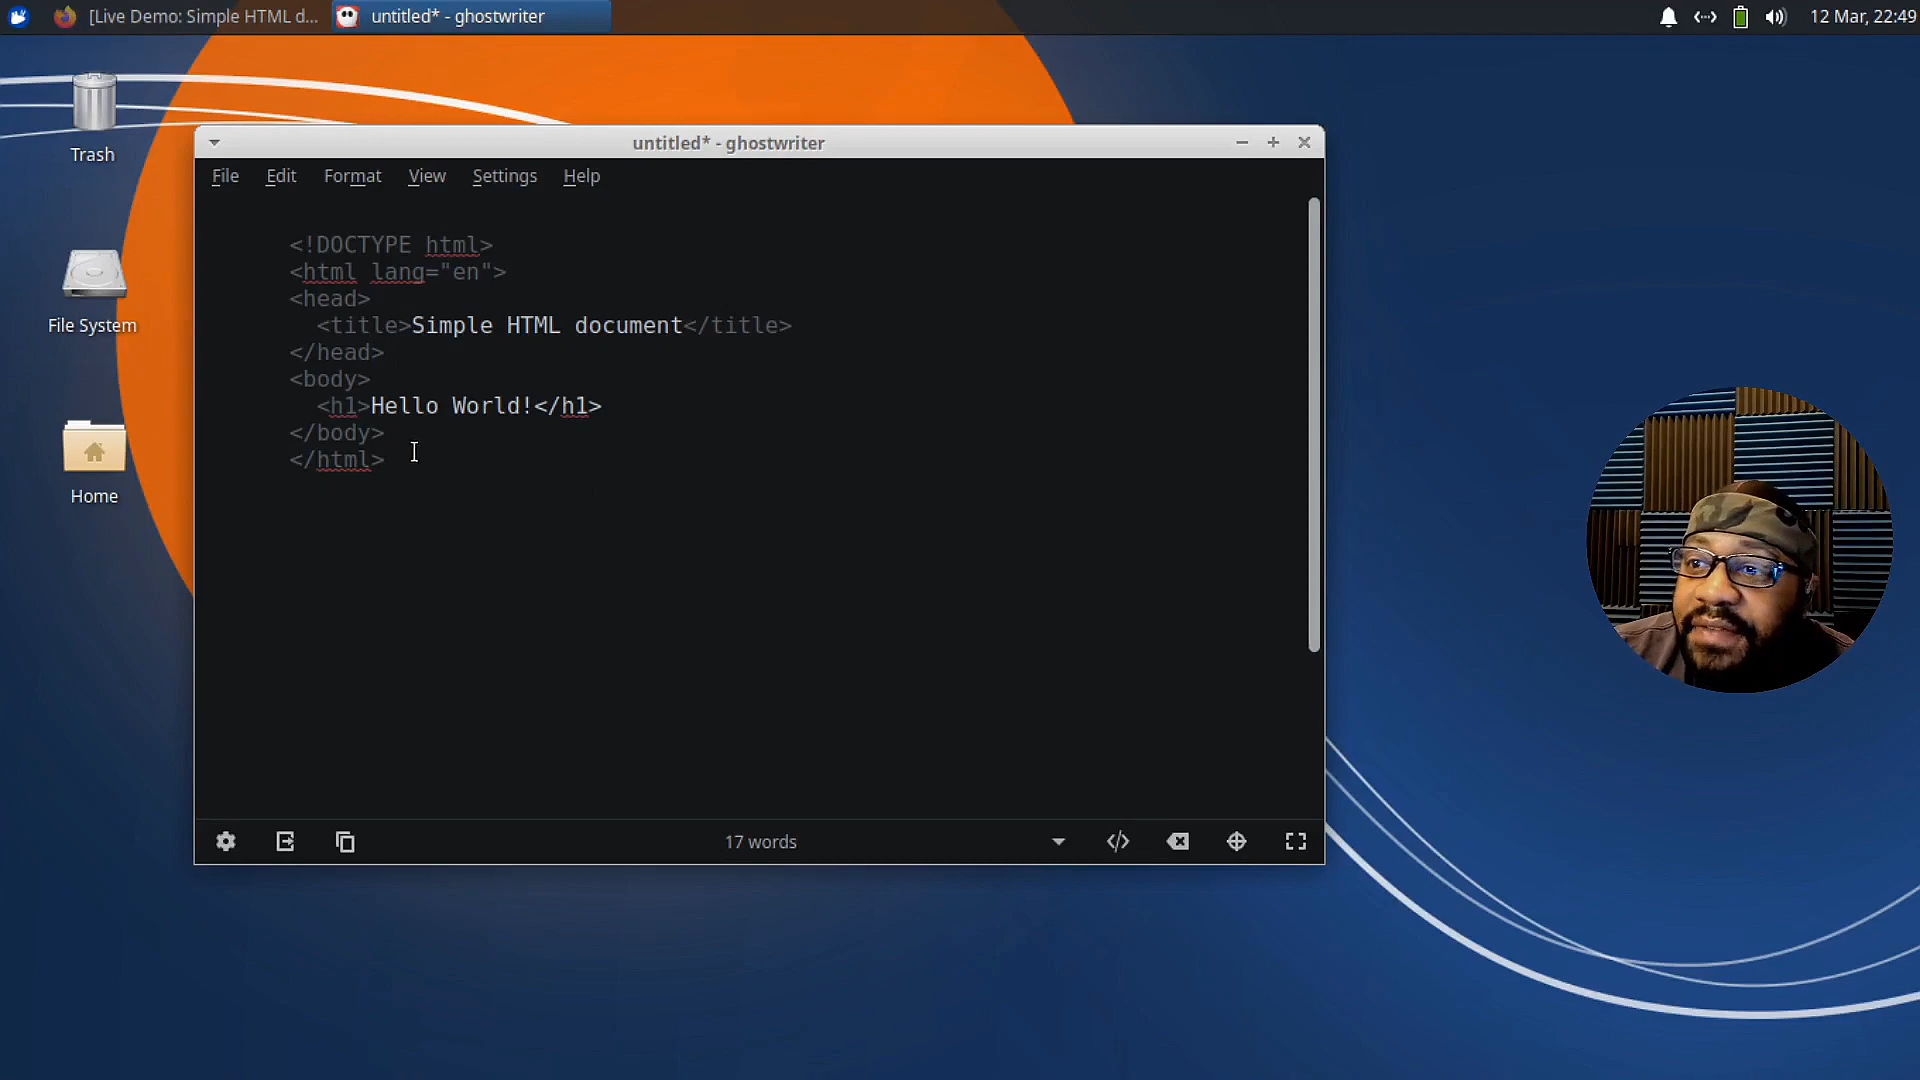 [Live Demo: Simple HTML d...
untitled* - ghostwriter
12 Mar, 22:49
Trash
untitled* - ghostwriter
File Edit Format View Settings Help
<!DOCTYPE html>
<html lang="en">
<head>
<title>Simple HTML document</title>
File System
</head>
<body>
<h1>Hello World!</h1>
</body>
</html>
Home
17 words